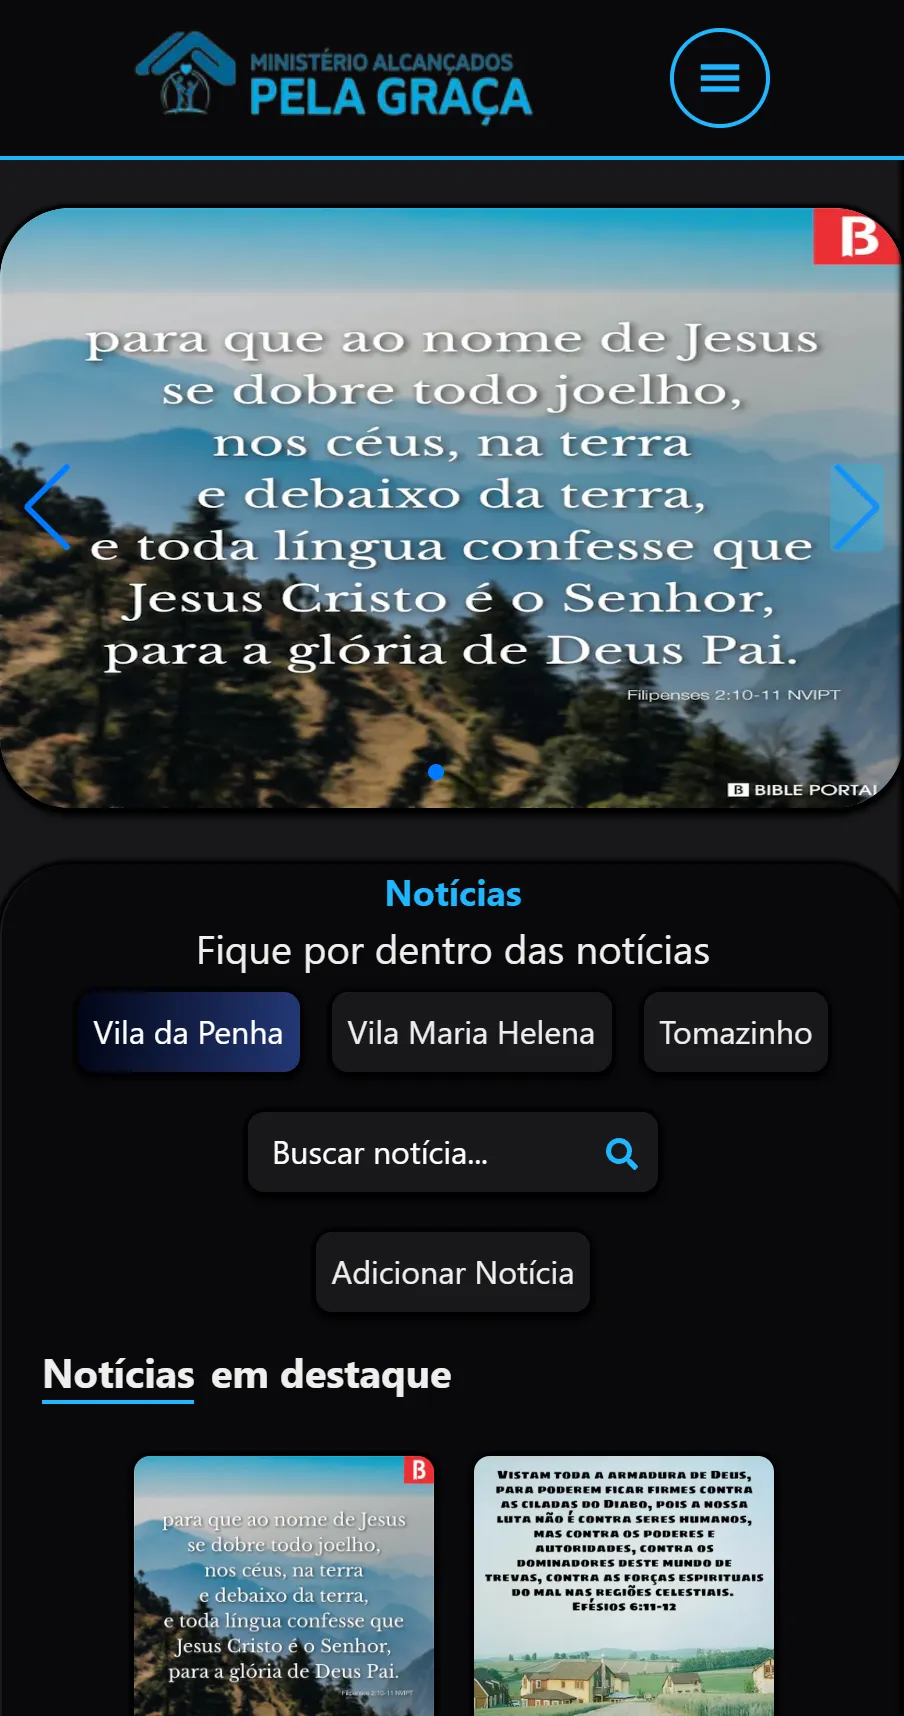 MINISTÉRIO ALCANÇADOS
PELA GRAÇA
B
para que ao nome de Jesus
se dobre todo joelho,
nos céus, na terra
e debaixo da terra,
e toda língua confesse que
Jesus Cristo é o Senhor,
para a glória de Deus Pai.
Filipenses 2:10-11 NVIPT
B BIBLE PORTAL
Notícias
Fique por dentro das notícias
Vila da Penha
Vila Maria Helena
Tomazinho
Buscar notícia...
Adicionar Notícia
Notícias em destaque
B
para que ao nome de Jesus
se dobre todo joelho,
nos céus, na terra
e debaixo da terra,
e toda língua confesse que
Jesus Cristo é o Senhor,
para a glória de Deus Pai.
Filipenses 2:10-11 NVIPT
Vistam toda a armadura de Deus,
para poderem ficar firmes contra
as ciladas do Diabo, pois a nossa
luta não é contra seres humanos,
mas contra os poderes e
autoridades, contra os
dominadores deste mundo de
trevas, contra as forças espirituais
do mal nas regiões celestiais.
Efésios 6:11-12